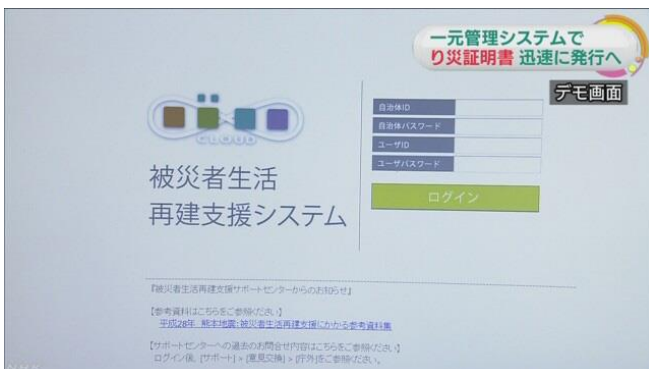 一元管理システムで
り災証明書 迅速に発行へ
デモ画面
CLOUD
被災者生活
再建支援システム
自治体ID
自治体パスワード
ユーザID
ユーザパスワード
ログイン
『被災者生活再建支援サポートセンターからのお知らせ』
【参考資料はこちらをご参照ください】
平成28年 熊本地震:被災者生活再建支援にかかる参考資料集
【サポートセンターへの過去のお問合せ内容はこちらをご参照ください】
ログイン後、[サポート] > [意見交換] > [庁外]をご参照ください。